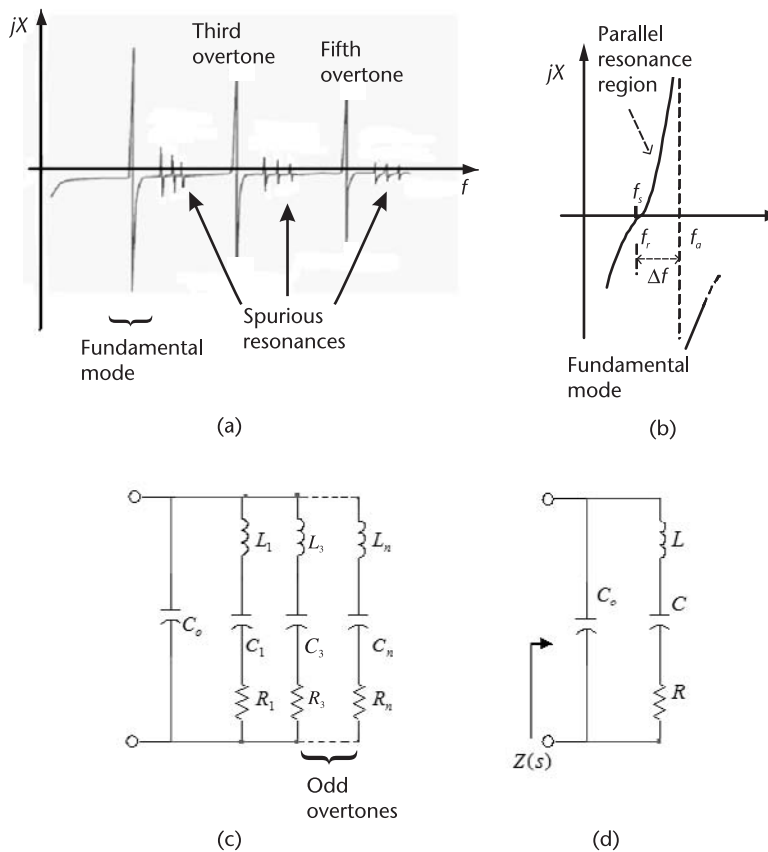 jX
Third
overtone
Fifth
overtone
f
Spurious
resonances
Fundamental
mode
(a)
Parallel
resonance
region
jX
f_s
f_r
f_a
Δf
Fundamental
mode
(b)
C_o
L_1
L_3
L_n
C_1
C_3
C_n
R_1
R_3
R_n
Odd
overtones
(c)
L
C_o
C
R
Z(s)
(d)